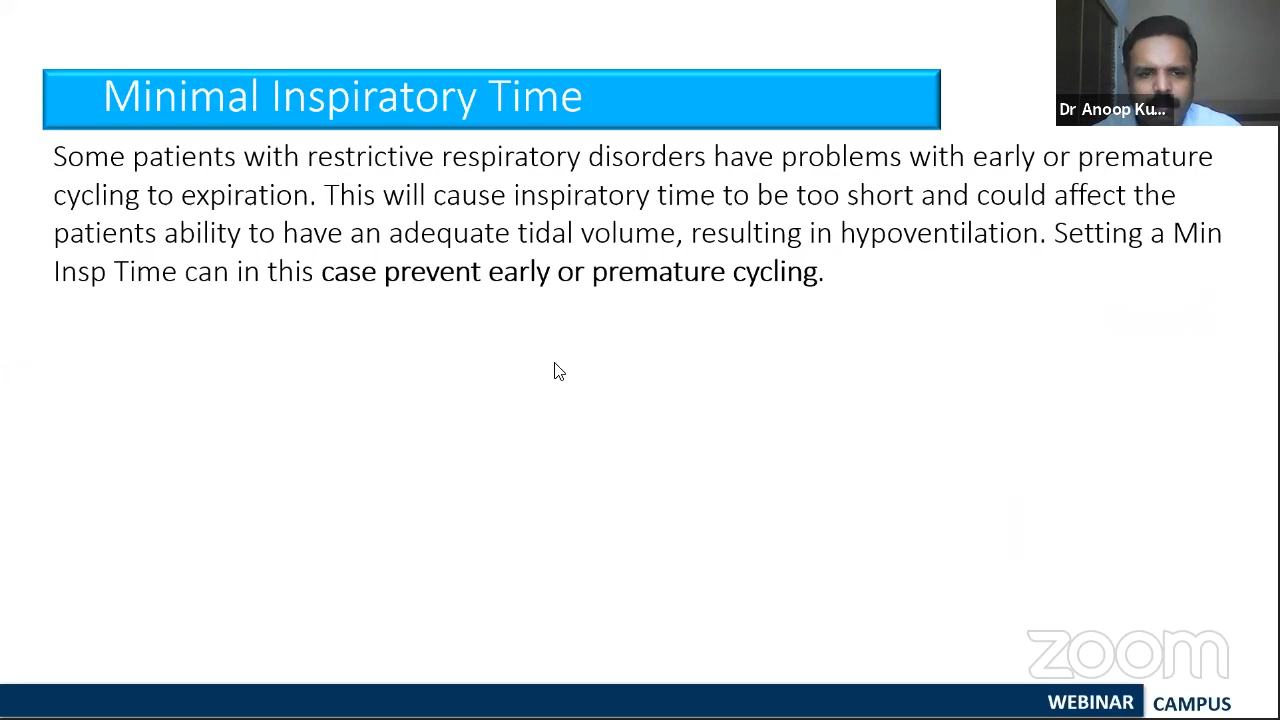 Minimal Inspiratory Time
Dr Anoop Ku...
Some patients with restrictive respiratory disorders have problems with early or premature
cycling to expiration. This will cause inspiratory time to be too short and could affect the
patients ability to have an adequate tidal volume, resulting in hypoventilation. Setting a Min
Insp Time can in this case prevent early or premature cycling.
zoom
WEBINAR CAMPUS